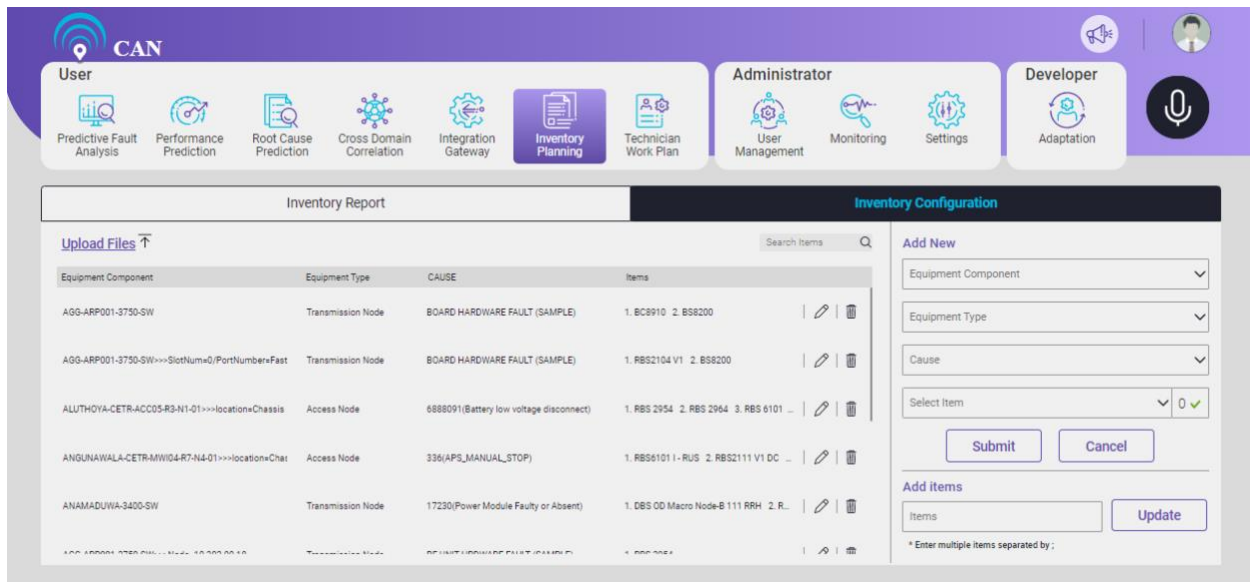 CAN
User
Administrator
Developer
Predictive Fault Analysis
Performance Prediction
Root Cause Prediction
Cross Domain Correlation
Integration Gateway
Inventory Planning
Technician Work Plan
User Management
Monitoring
Settings
Adaptation
Inventory Report
Inventory Configuration
Upload Files
Search Items
Equipment Component Equipment Type CAUSE Items
AGG-ARP001-3750-SW Transmission Node BOARD HARDWARE FAULT (SAMPLE) 1. BC8910 2. BS8200
AGG-ARP001-3750-SW>>>SlotNum=0/PortNumber=Fast Transmission Node BOARD HARDWARE FAULT (SAMPLE) 1. RBS2104 V1 2. BS8200
ALUTHOYA-CETR-ACC05-R3-N1-01>>>location=Chassis Access Node 6888091(Battery low voltage disconnect) 1. RBS 2954 2. RBS 2964 3. RBS 6101 ...
ANGUNAWALA-CETR-MWI04-R7-N4-01>>>location=Chas Access Node 336(APS_MANUAL_STOP) 1. RBS6101 I - RUS 2. RBS2111 V1 DC ...
ANAMADUWA-3400-SW Transmission Node 17230(Power Module Faulty or Absent) 1. DBS OD Macro Node-B 111 RRH 2. R...
Add New
Equipment Component
Equipment Type
Cause
Select Item 0
Submit Cancel
Add items
Items Update
* Enter multiple items separated by ;